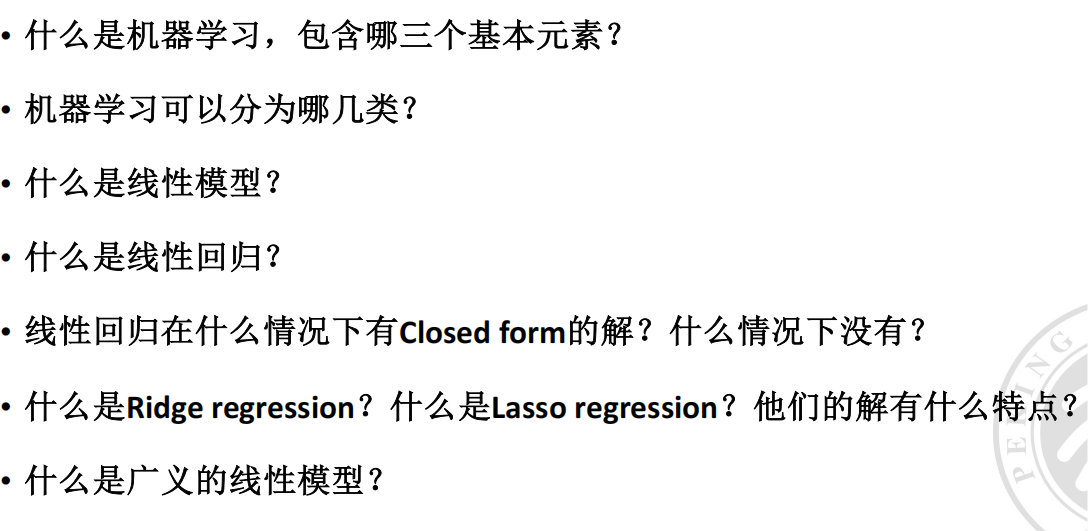 • 什么是机器学习，包含哪三个基本元素？
• 机器学习可以分为哪几类？
• 什么是线性模型？
• 什么是线性回归？
• 线性回归在什么情况下有Closed form的解？什么情况下没有？
• 什么是Ridge regression？什么是Lasso regression？他们的解有什么特点？
• 什么是广义的线性模型？
PEKING